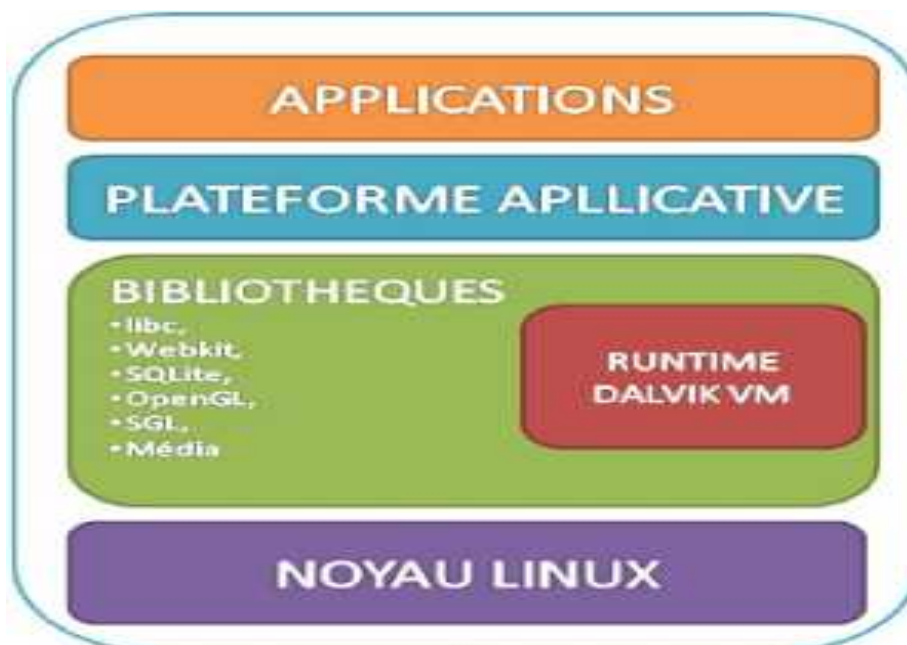 APPLICATIONS
PLATEFORME APLLICATIVE
BIBLIOTHEQUES
•libc,
•Webkit,
•SQLite,
•OpenGL,
•SGL,
•Média
RUNTIME
DALVIK VM
NOYAU LINUX